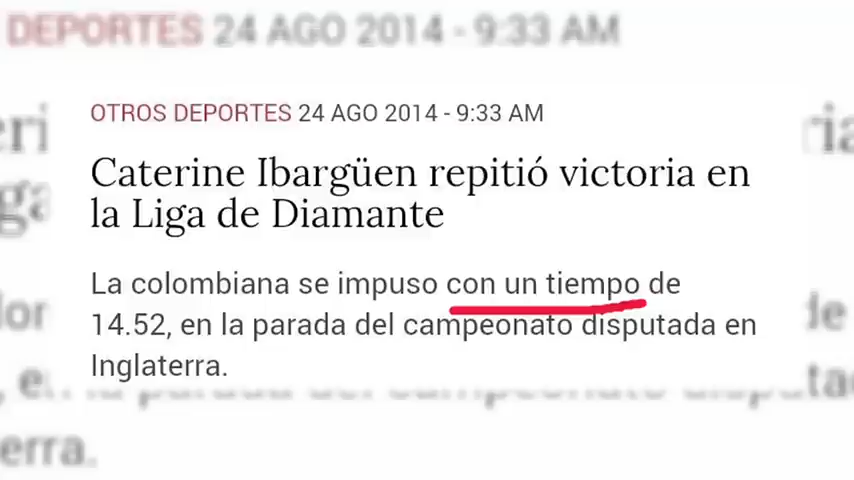 DEPORTES 24 AGO 2014 - 9:33 AM
OTROS DEPORTES 24 AGO 2014 - 9:33 AM
Caterine Ibargüen repitió victoria en
la Liga de Diamante
La colombiana se impuso con un tiempo de
14.52, en la parada del campeonato disputada en
Inglaterra.